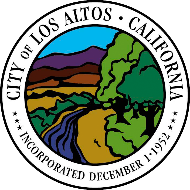 CITY OF LOS ALTOS • CALIFORNIA
*** INCORPORATED DECEMBER 1•1952 ***